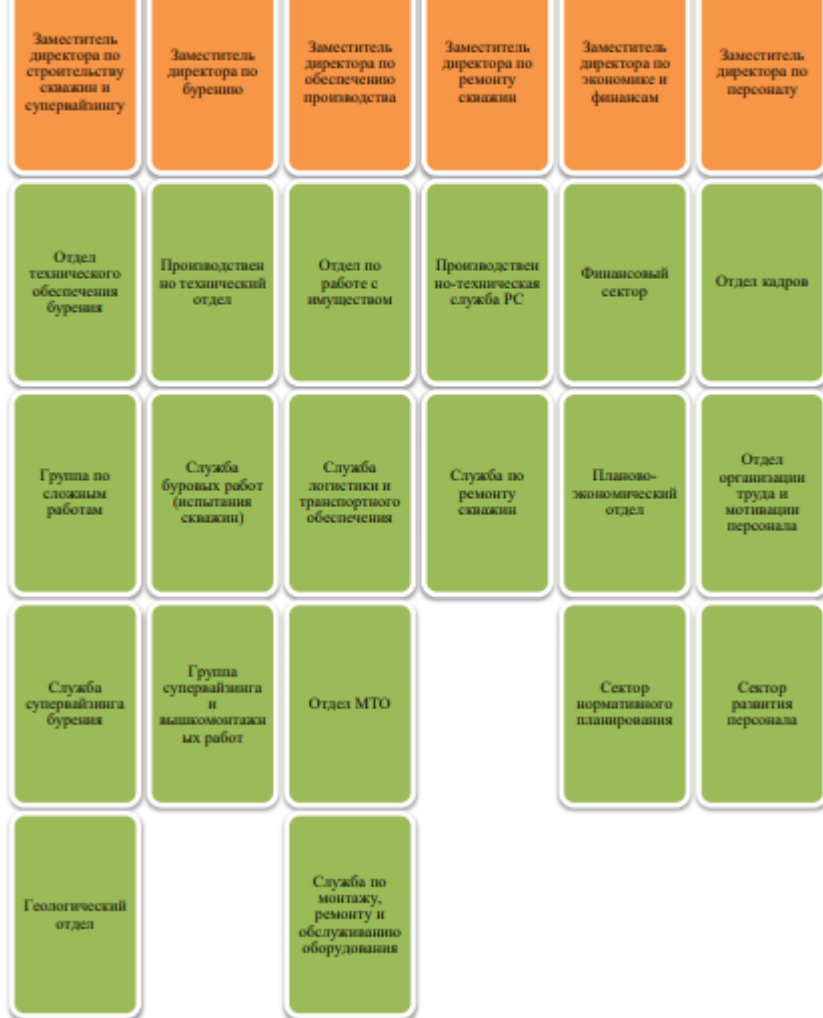 Заместитель
директора по
строительству
скважин и
супервайзингу
Заместитель
директора по
бурению
Заместитель
директора по
обеспечению
производства
Заместитель
директора по
ремонту
скважин
Заместитель
директора по
экономике и
финансам
Заместитель
директора по
персоналу
Отдел
технического
обеспечения
бурения
Производствен
но технический
отдел
Отдел по
работе с
имуществом
Производствен
но-техническая
служба РС
Финансовый
сектор
Отдел кадров
Группа по
сложным
работам
Служба
буровых работ
(испытания
скважин)
Служба
логистики и
транспортного
обеспечения
Служба по
ремонту
скважин
Планово-
экономический
отдел
Отдел
организации
труда и
мотивации
персонала
Служба
супервайзинга
бурения
Группа
супервайзинга
и
вышкомонтажн
ых работ
Отдел МТО
Сектор
нормативного
планирования
Сектор
развития
персонала
Геологический
отдел
Служба по
монтажу,
ремонту и
обслуживанию
оборудования